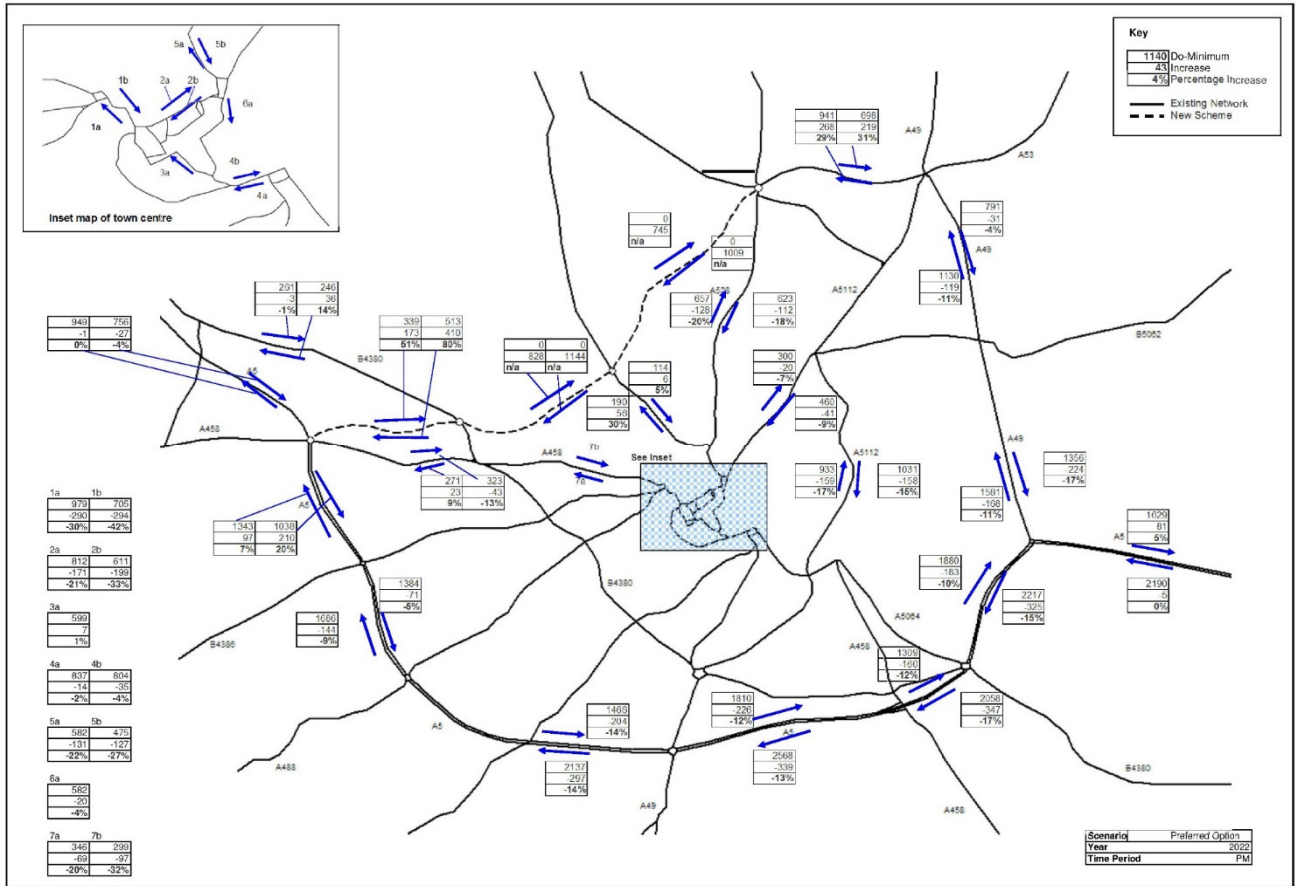 5a 5b
1b 2a 2b
6a
1a
3a
4b
4a
Inset map of town centre
Key
1140 Do-Minimum
43 Increase
4% Percentage Increase
Existing Network
New Scheme
941 698
268 219
29% 31%
A49
A53
791
-31
-4%
A49
0
745
n/a
0
1009
n/a
1130
-119
-11%
A528
A5112
657
-128
-20%
623
-112
-18%
B5062
261 246
-3 36
-1% 14%
949 756
-1 -27
0% -4%
339 513
173 410
51% 80%
B4380
0 0
828 1144
n/a n/a
114
6
5%
300
-20
-7%
A5
190
56
30%
460
-41
-9%
A458
A458
7b
7a
See Inset
A5112
A49
271 323
23 -43
9% -13%
933
-159
-17%
1031
-158
-15%
1356
-224
-17%
1581
-168
-11%
1a 1b
979 705
-290 -294
-30% -42%
A5
1343 1038
97 210
7% 20%
1629
81
5%
A5
2a 2b
812 611
-171 -199
-21% -33%
1880
-183
-10%
2190
-5
0%
1384
-71
-5%
B4380
2217
-325
-15%
3a
599
7
1%
1686
-144
-9%
B4386
A5064
A458
1309
-160
-12%
4a 4b
837 804
-14 -35
-2% -4%
1466
-204
-14%
1810
-226
-12%
2058
-347
-17%
A5
A5
5a 5b
582 475
-131 -127
-22% -27%
2137
-297
-14%
2568
-339
-13%
A488
B4380
6a
582
-20
-4%
A49
A458
7a 7b
346 299
-69 -97
-20% -32%
Scenario Preferred Option
Year 2022
Time Period PM